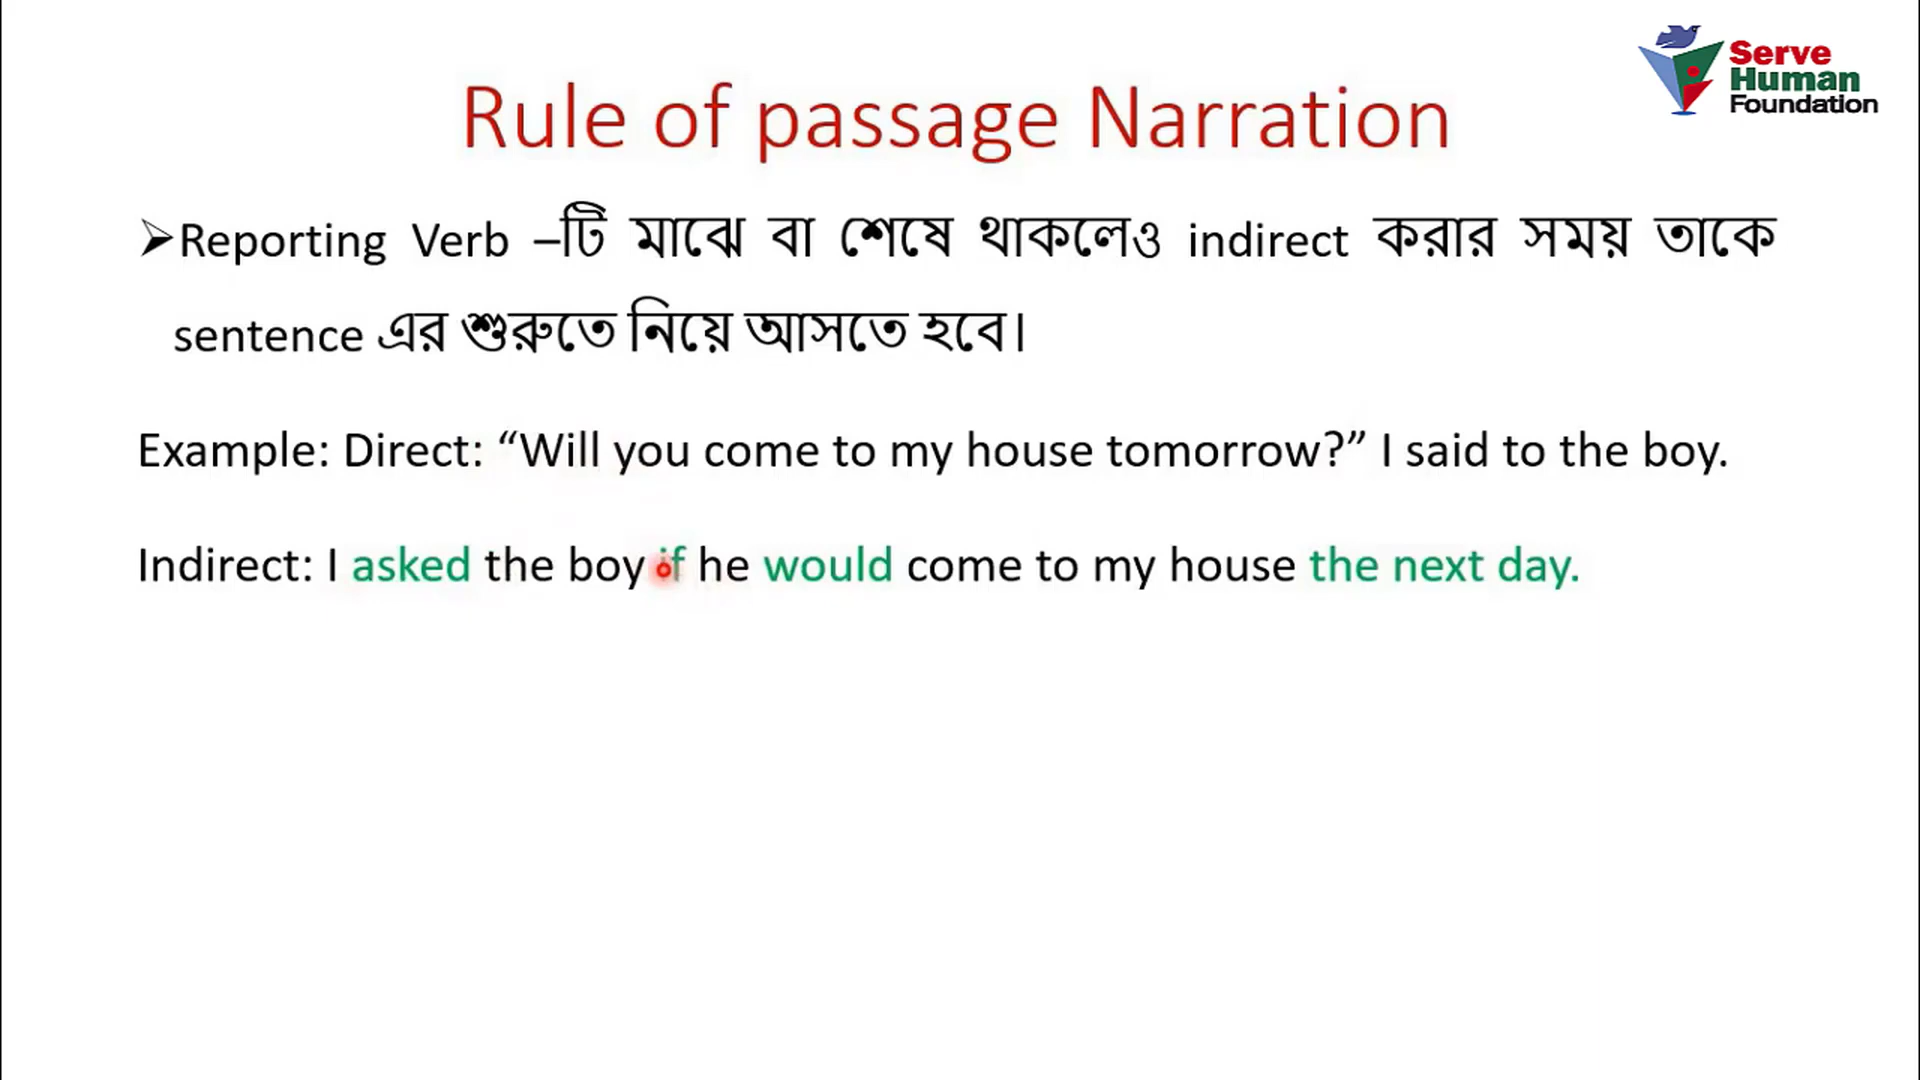 Serve
Human
Foundation
Rule of passage Narration
➢Reporting Verb –টি মাঝে বা শেষে থাকলেও indirect করার সময় তাকে
sentence এর শুরুতে নিয়ে আসতে হবে।
Example: Direct: “Will you come to my house tomorrow?” I said to the boy.
Indirect: I asked the boy if he would come to my house the next day.